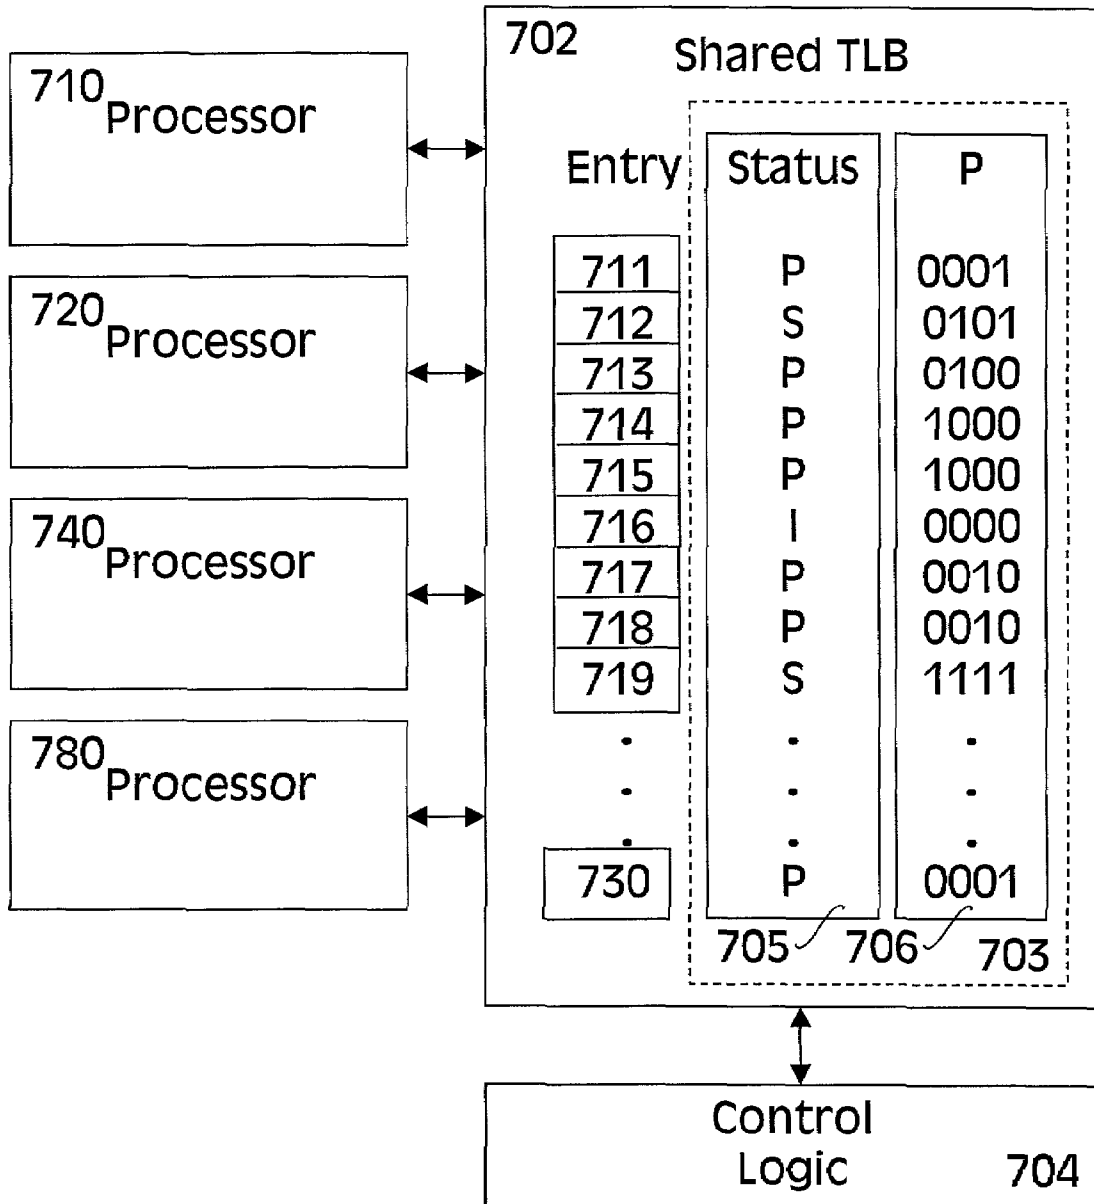 710
Processor
720
Processor
740
Processor
780
Processor
702
Shared TLB
Entry Status P
711 P 0001
712 S 0101
713 P 0100
714 P 1000
715 P 1000
716 I 0000
717 P 0010
718 P 0010
719 S 1111
730 P 0001
705 706 703
Control
Logic 704